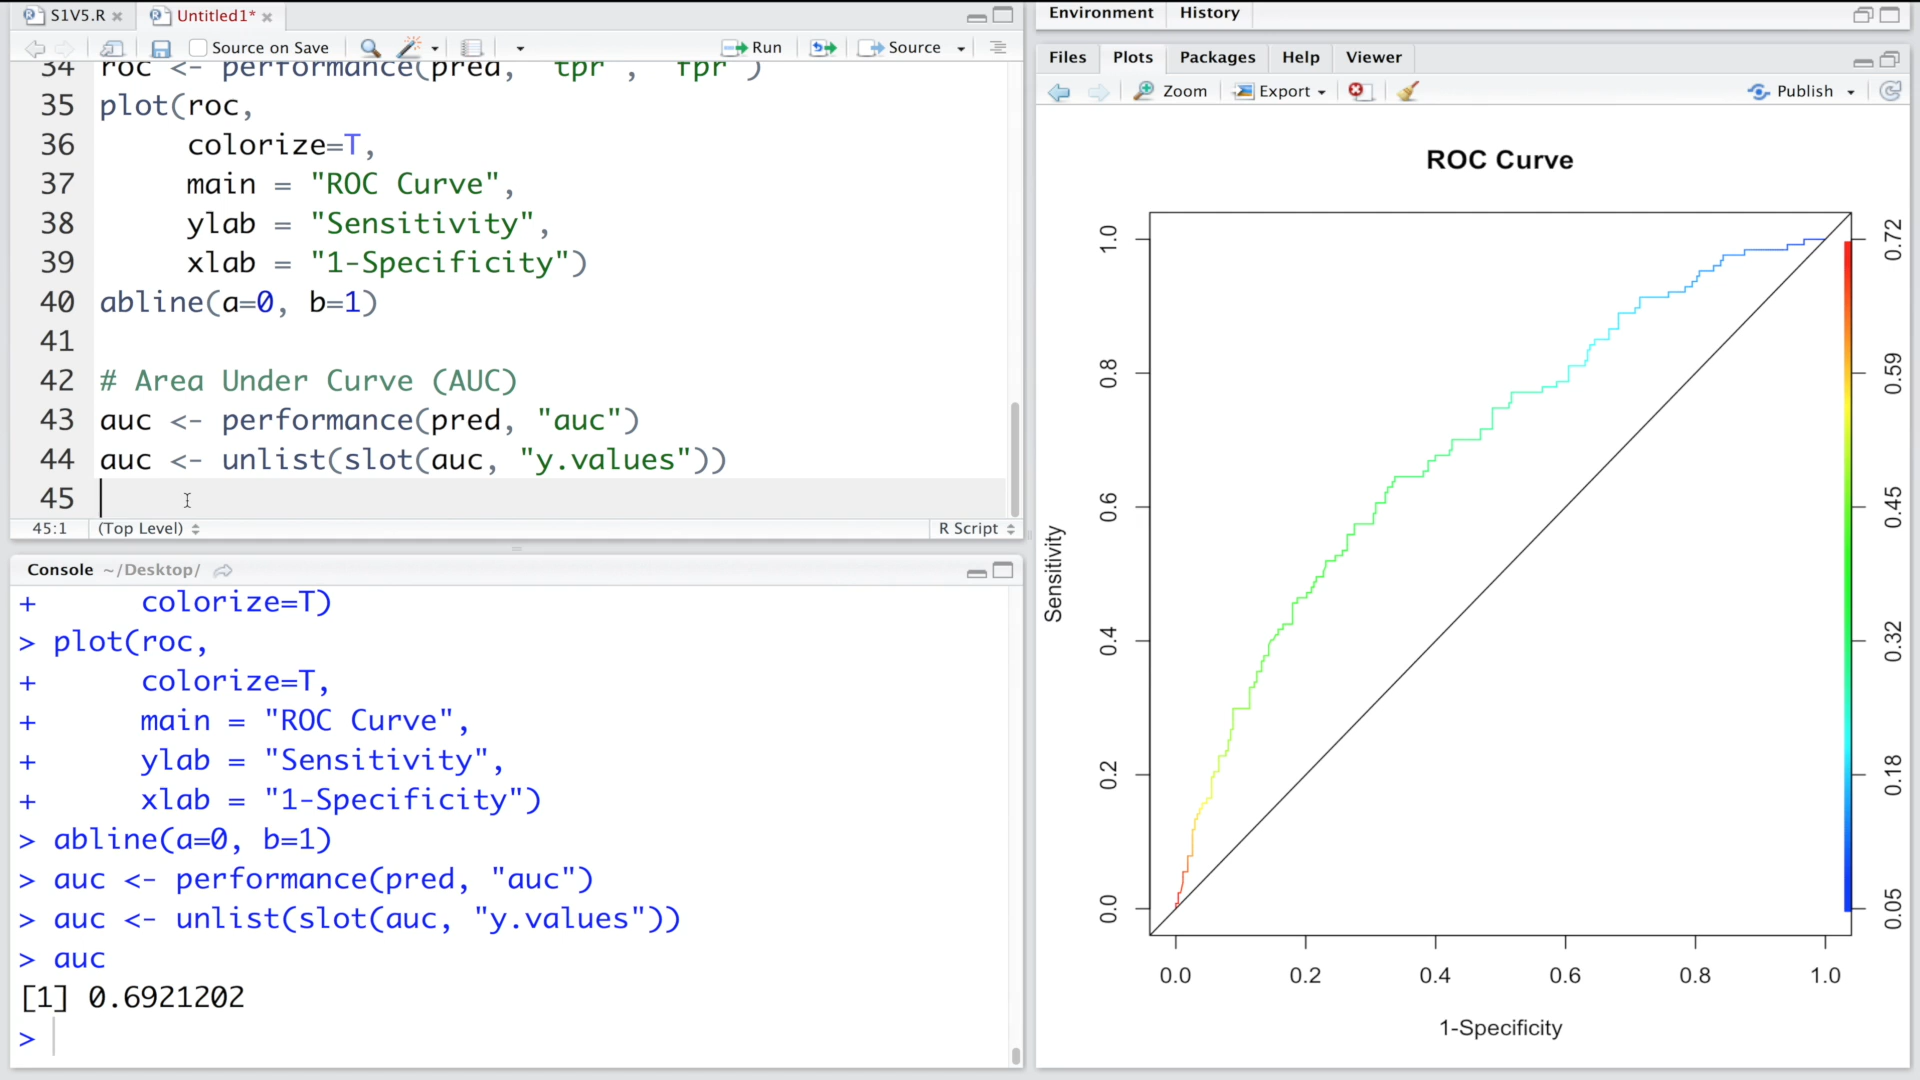 S1V5.R
Untitled1*
Source on Save
Run
Source
34 roc <- performance(pred, "tpr", "fpr")
35 plot(roc,
36 colorize=T,
37 main = "ROC Curve",
38 ylab = "Sensitivity",
39 xlab = "1-Specificity")
40 abline(a=0, b=1)
41
42 # Area Under Curve (AUC)
43 auc <- performance(pred, "auc")
44 auc <- unlist(slot(auc, "y.values"))
45
45:1 (Top Level) R Script
Console ~/Desktop/
+ colorize=T)
> plot(roc,
+ colorize=T,
+ main = "ROC Curve",
+ ylab = "Sensitivity",
+ xlab = "1-Specificity")
> abline(a=0, b=1)
> auc <- performance(pred, "auc")
> auc <- unlist(slot(auc, "y.values"))
> auc
[1] 0.6921202
>
Environment History
Files Plots Packages Help Viewer
Zoom Export Publish
ROC Curve
Sensitivity
1.0
0.8
0.6
0.4
0.2
0.0
0.72
0.59
0.45
0.32
0.18
0.05
0.0 0.2 0.4 0.6 0.8 1.0
1-Specificity